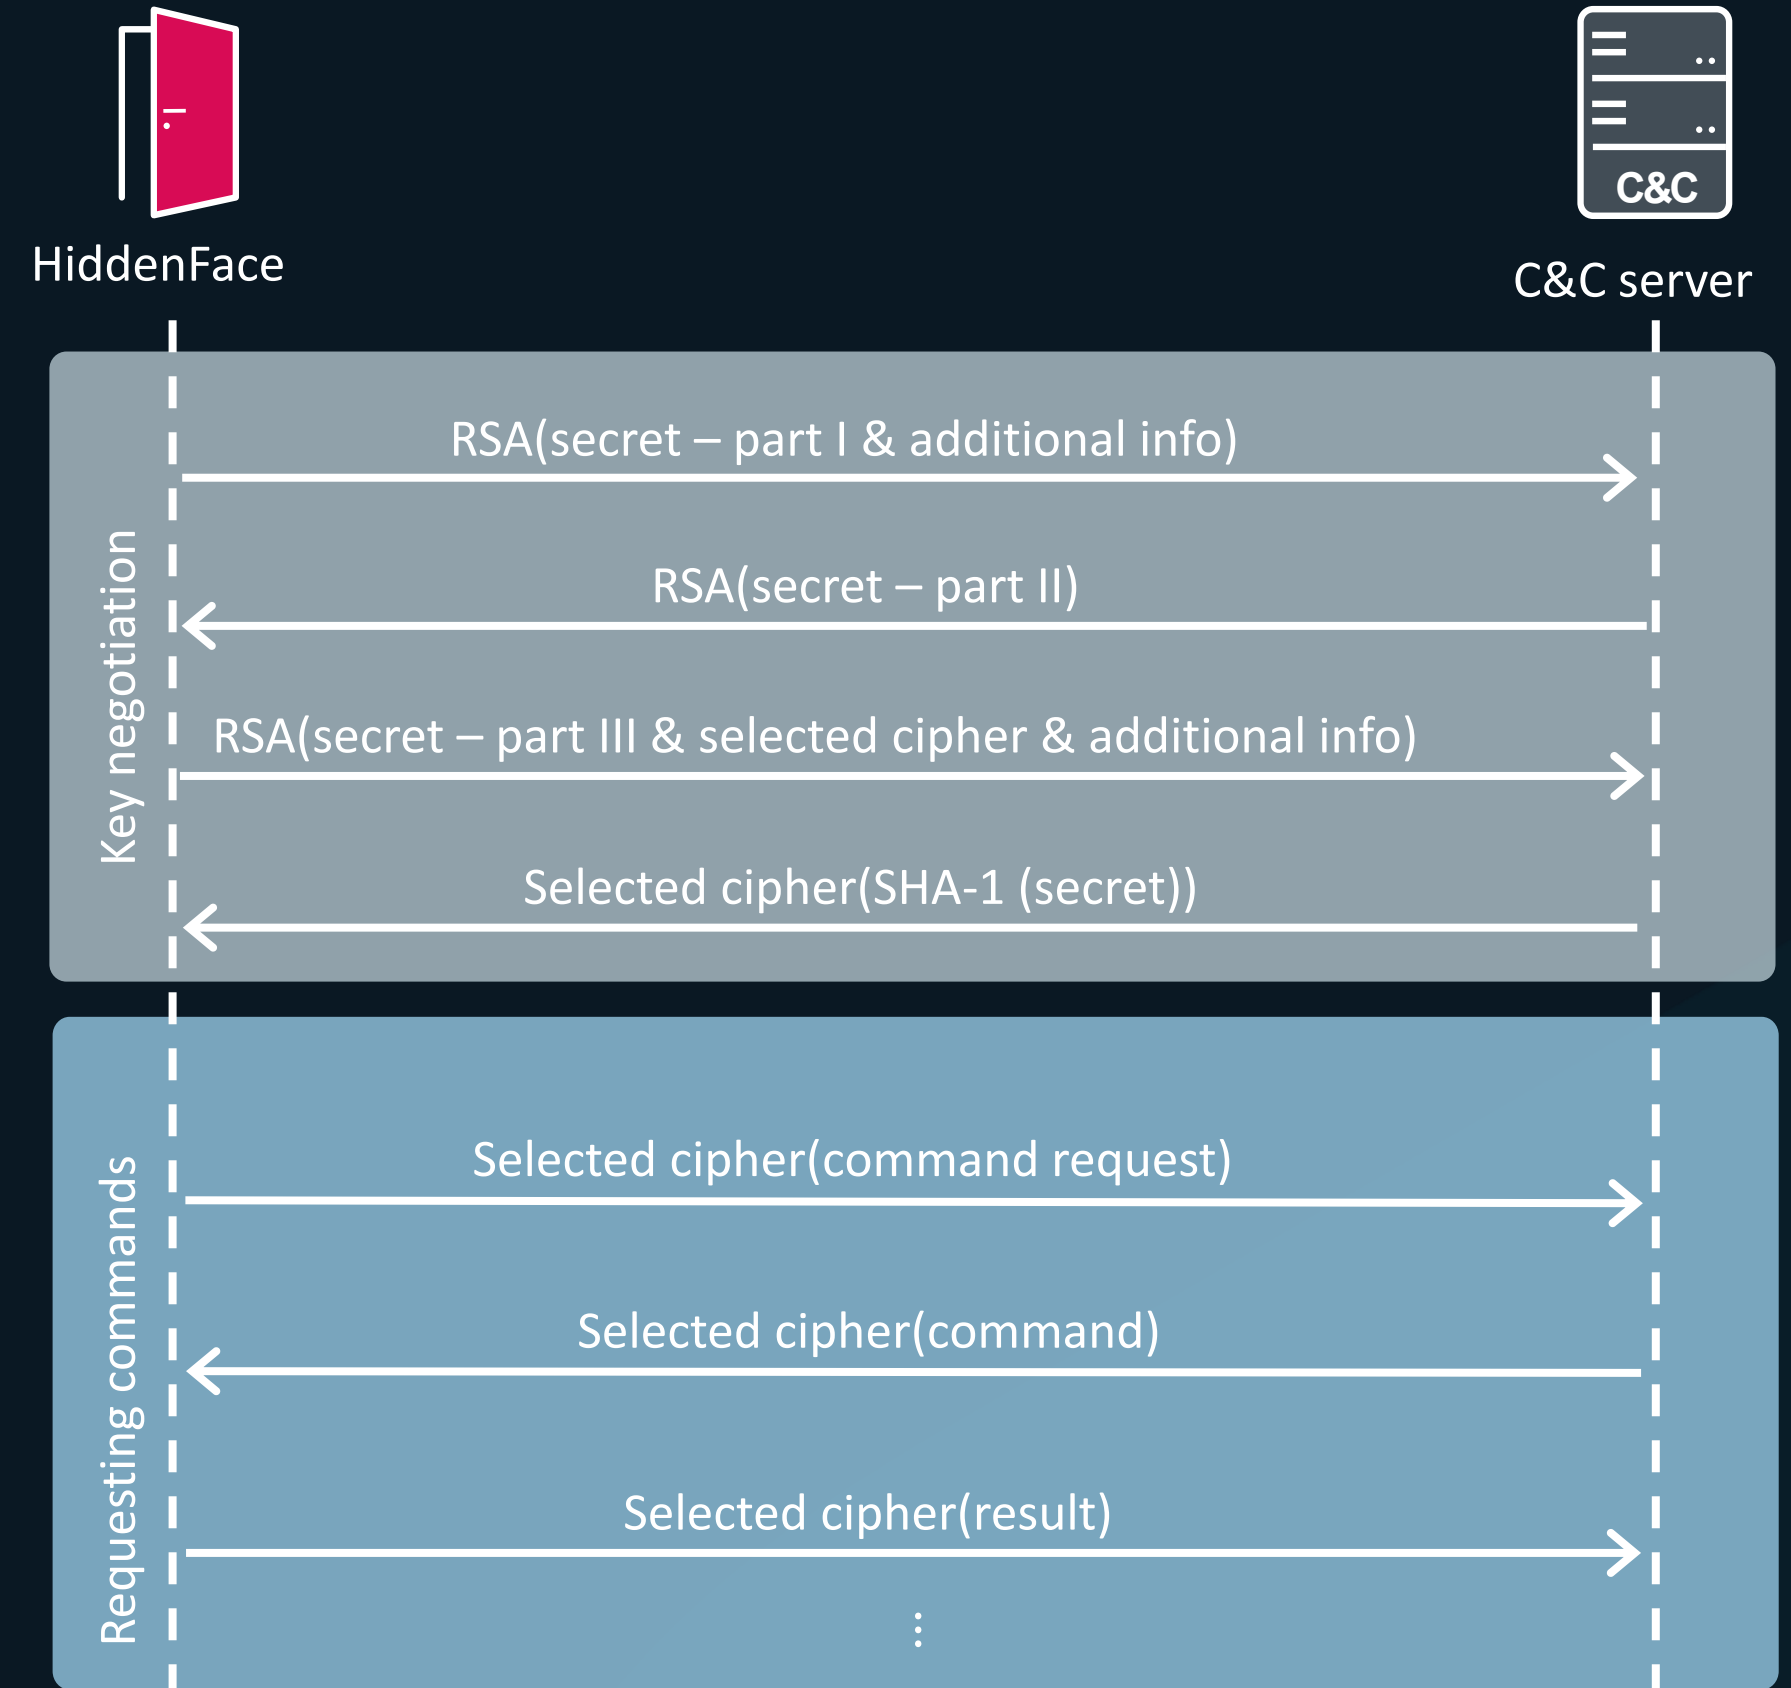 C&C
HiddenFace
C&C server
Key negotiation
RSA(secret – part I & additional info)
RSA(secret – part II)
RSA(secret – part III & selected cipher & additional info)
Selected cipher(SHA-1 (secret))
Requesting commands
Selected cipher(command request)
Selected cipher(command)
Selected cipher(result)
⋮